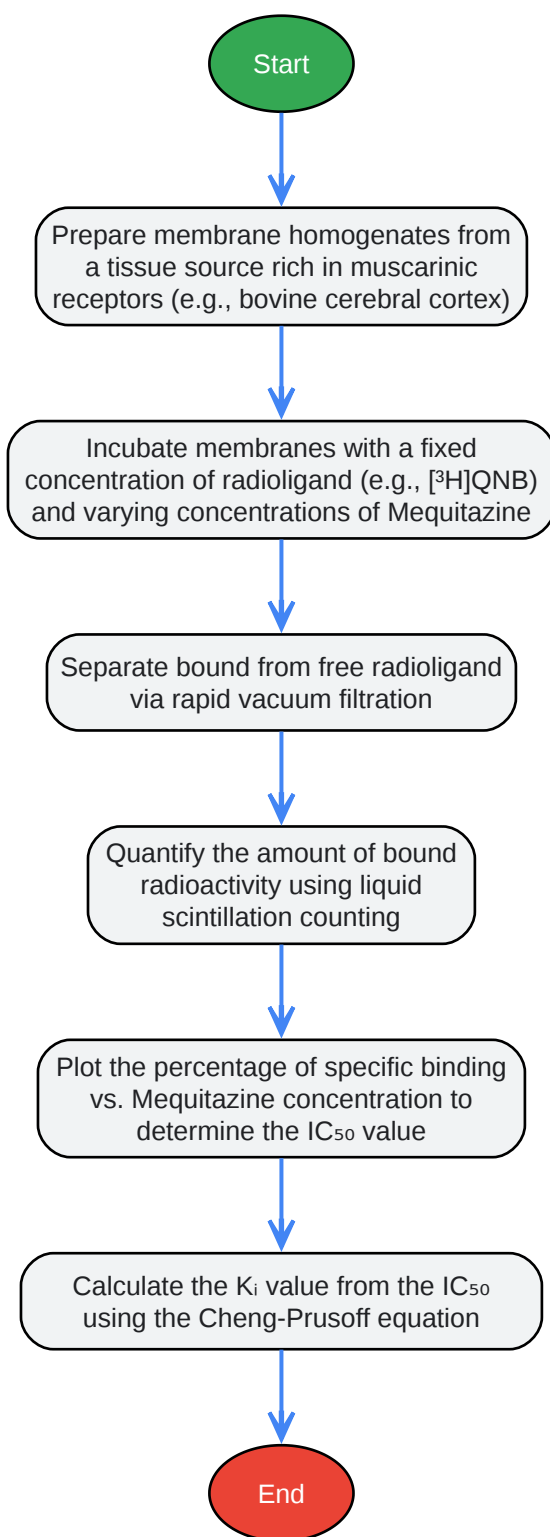 Start
Prepare membrane homogenates from
a tissue source rich in muscarinic
receptors (e.g., bovine cerebral cortex)
Incubate membranes with a fixed
concentration of radioligand (e.g., [³H]QNB)
and varying concentrations of Mequitazine
Separate bound from free radioligand
via rapid vacuum filtration
Quantify the amount of bound
radioactivity using liquid
scintillation counting
Plot the percentage of specific binding
vs. Mequitazine concentration to
determine the IC₅₀ value
Calculate the Kᵢ value from the IC₅₀
using the Cheng-Prusoff equation
End